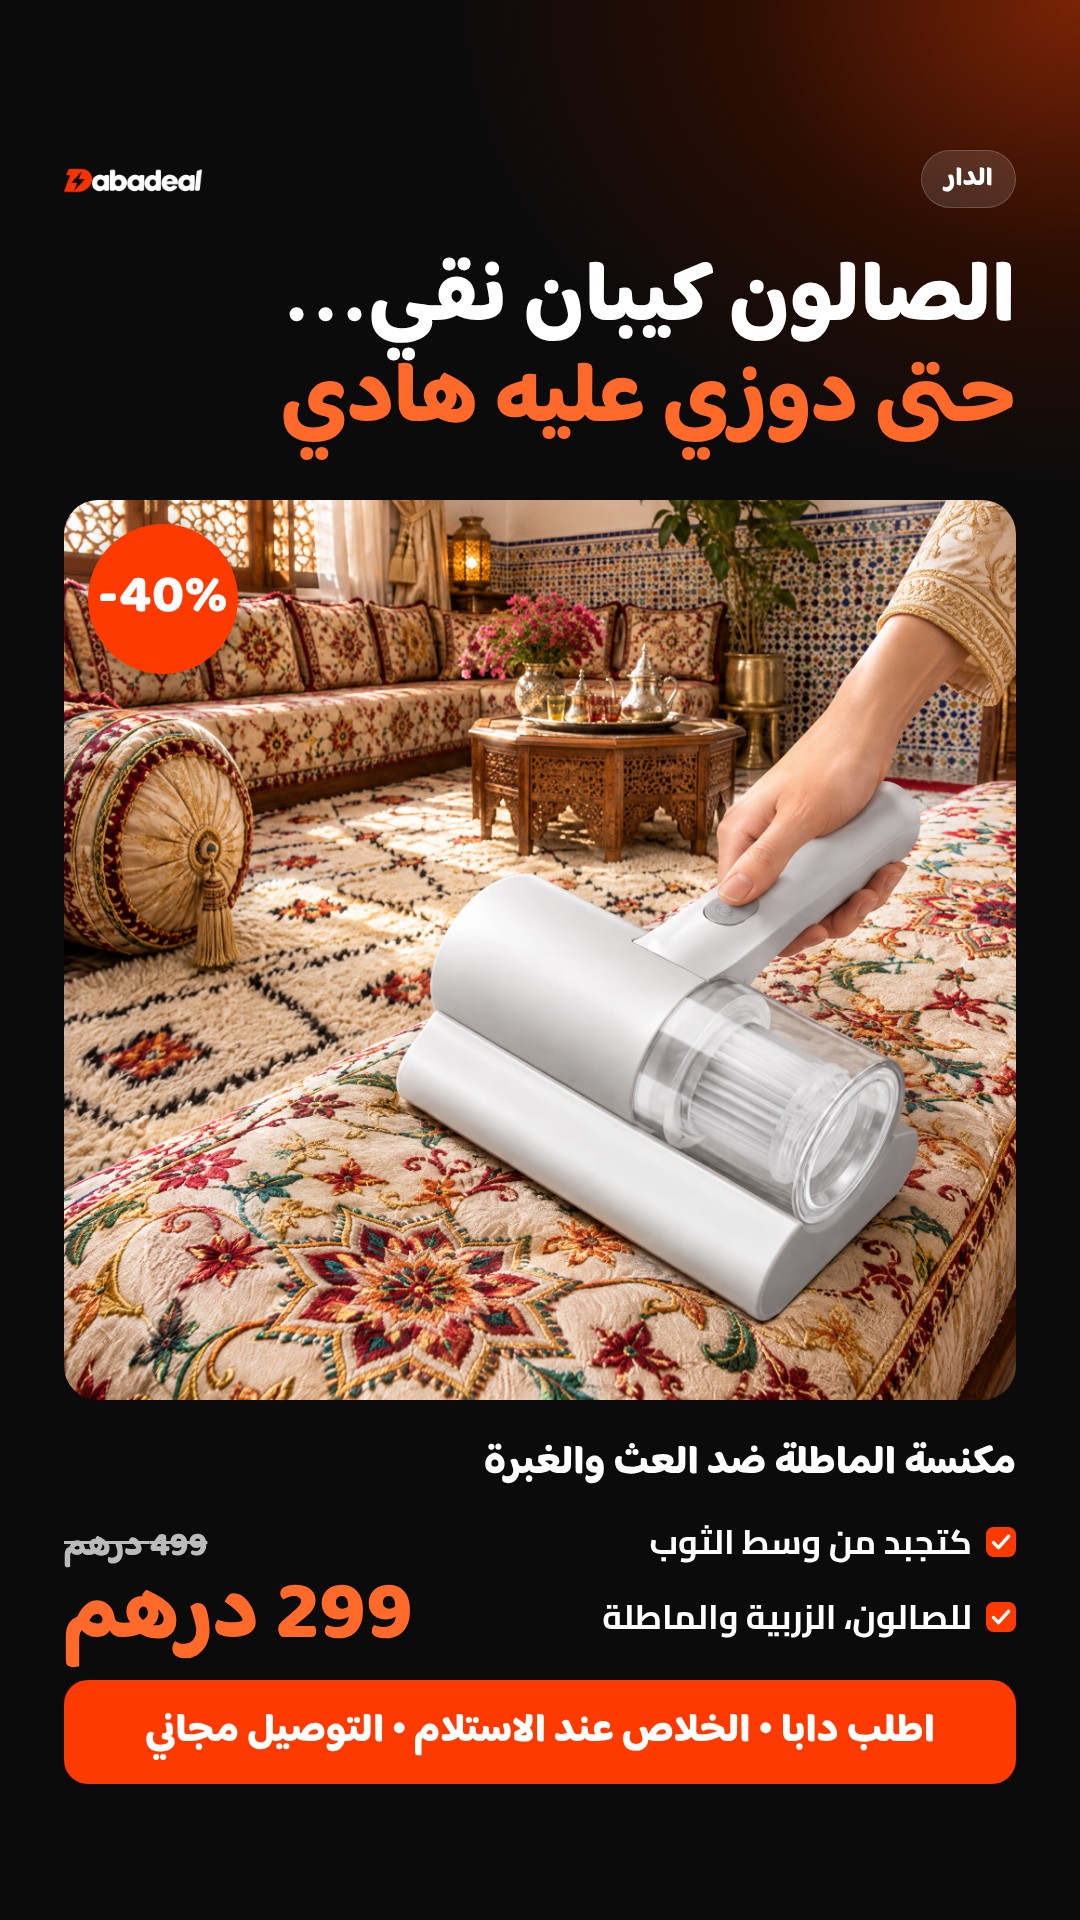 Dabadeal
الدار
الصالون كيبان نقي...
حتى دوزي عليه هادي
-40%
مكنسة الماطلة ضد العث والغبرة
كتجبد من وسط الثوب
للصالون، الزربية والماطلة
499 درهم
299 درهم
اطلب دابا • الخلاص عند الاستلام • التوصيل مجاني